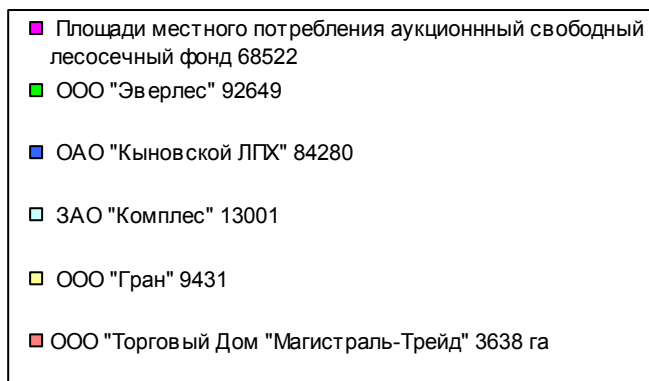 Площади местного потребления аукционнный свободный
лесосечный фонд 68522
ООО "Эверлес" 92649
ОАО "Кыновской ЛПХ" 84280
ЗАО "Комплес" 13001
ООО "Гран" 9431
ООО "Торговый Дом "Магистраль-Трейд" 3638 га